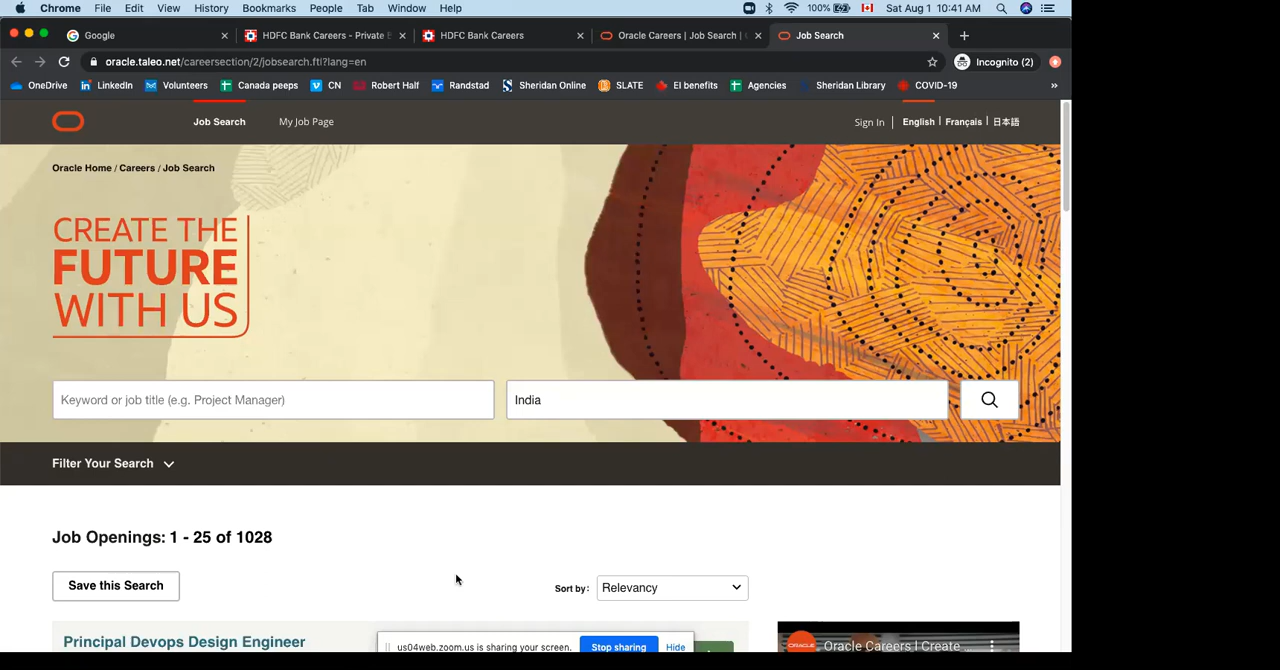 Chrome File Edit View History Bookmarks People Tab Window Help 100% Sat Aug 1 10:41 AM
Google HDFC Bank Careers - Private B HDFC Bank Careers Oracle Careers | Job Search | Job Search
oracle.taleo.net/careersection/2/jobsearch.ftl?lang=en Incognito (2)
OneDrive LinkedIn Volunteers Canada peeps CN Robert Half Randstad Sheridan Online SLATE EI benefits Agencies Sheridan Library COVID-19 »
Job Search My Job Page Sign In | English | Français | 日本語
Oracle Home / Careers / Job Search
CREATE THE
FUTURE
WITH US
Keyword or job title (e.g. Project Manager) India
Filter Your Search
Job Openings: 1 - 25 of 1028
Save this Search Sort by: Relevancy
Principal Devops Design Engineer ORACLE Oracle Careers | Create
us04web.zoom.us is sharing your screen. Stop sharing Hide